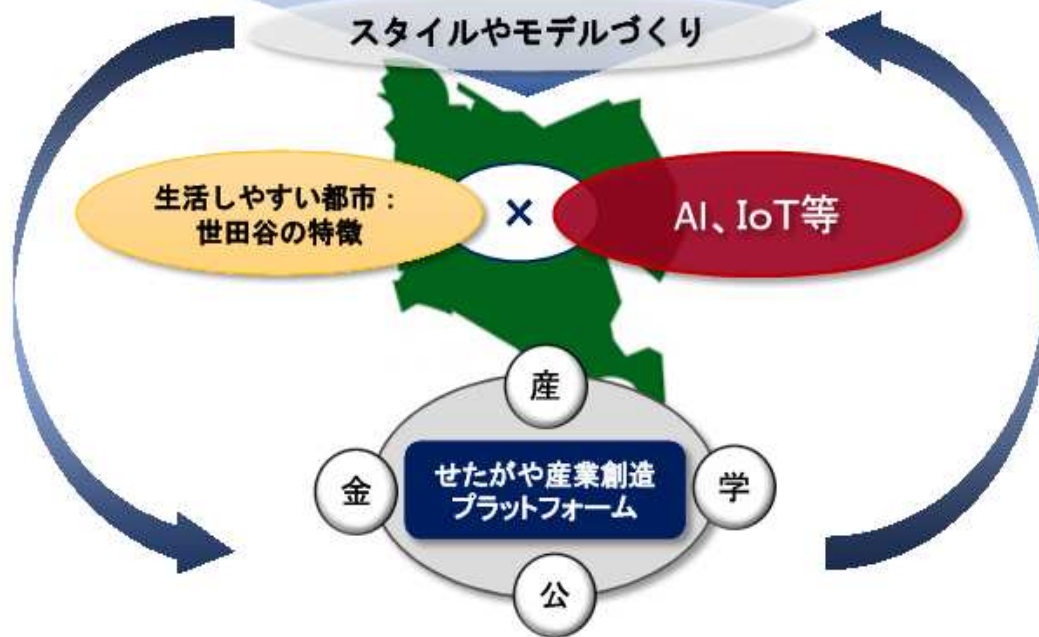 スタイルやモデルづくり
生活しやすい都市：
世田谷の特徴
×
AI、IoT等
産
金
せたがや産業創造
プラットフォーム
学
公